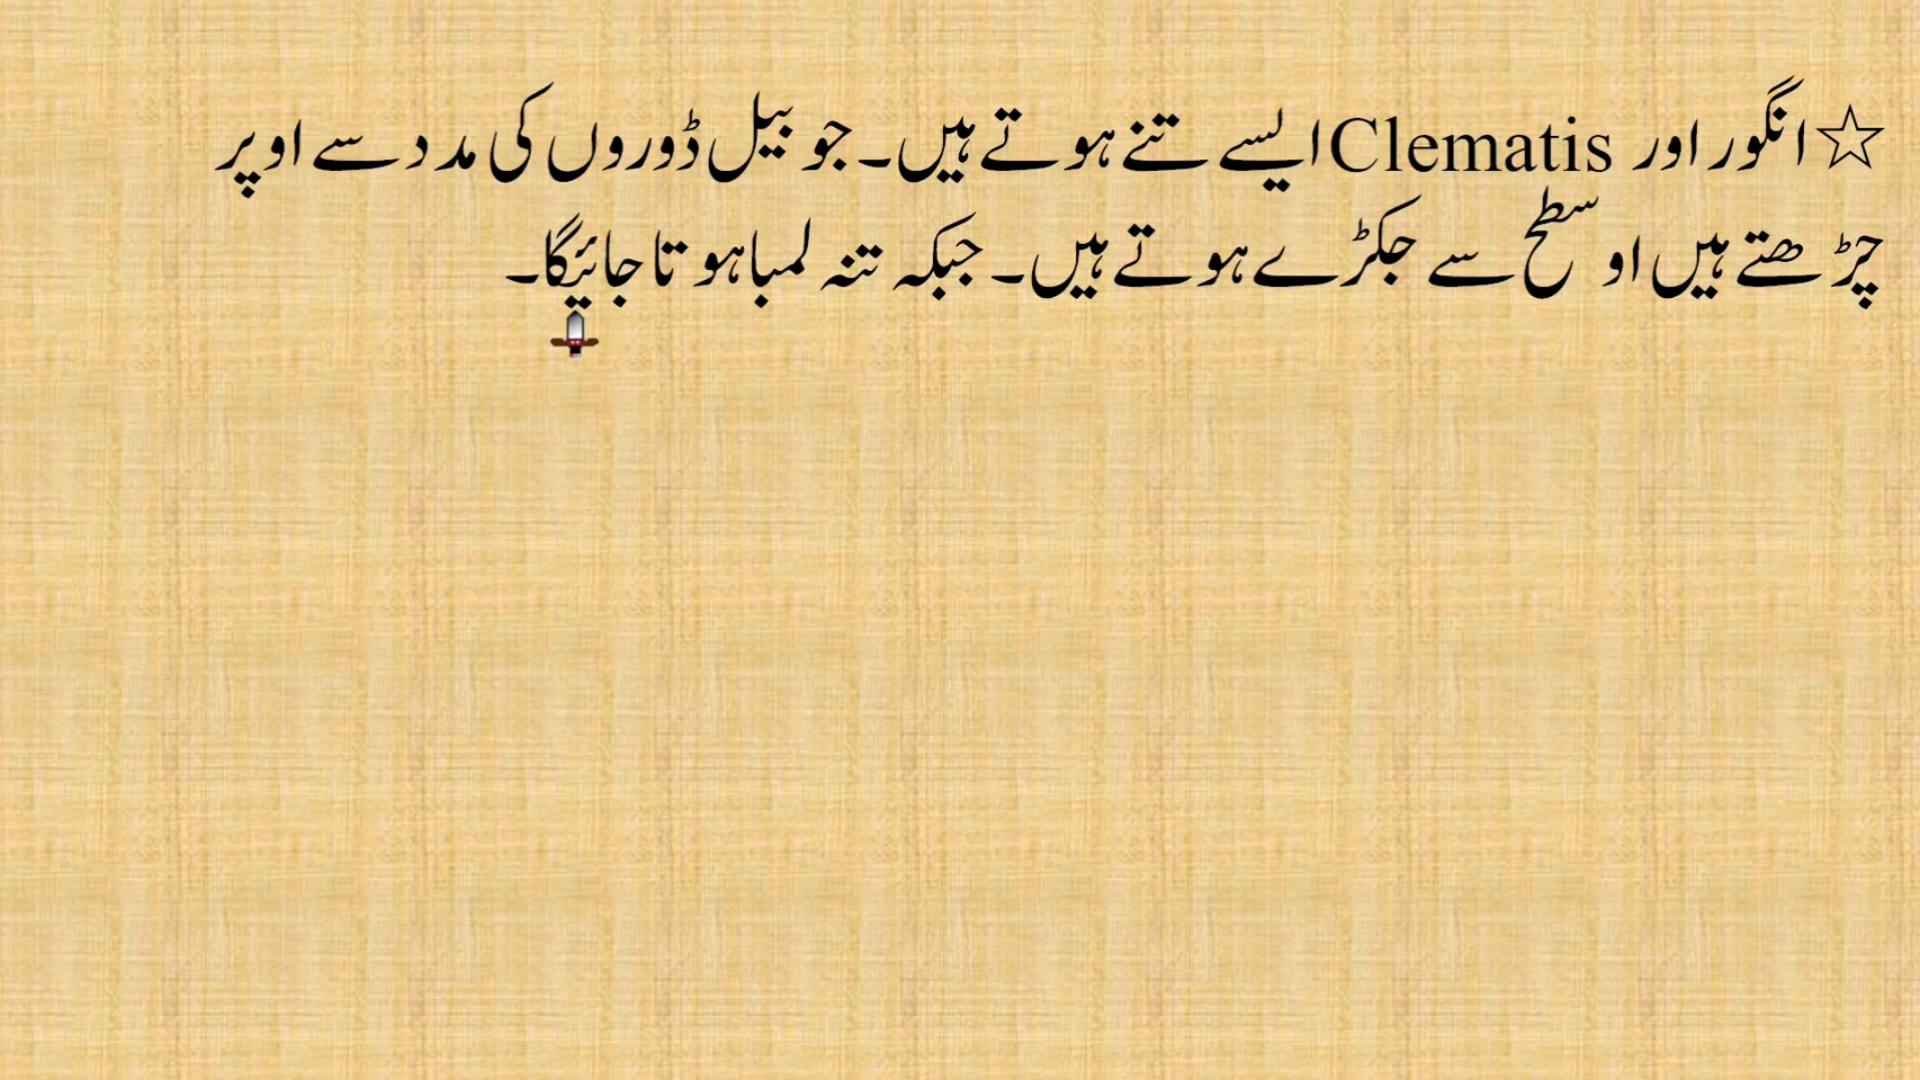 ☆انگور اور Clematis ایسے تنے ہوتے ہیں۔ جو بیل ڈوروں کی مدد سے اوپر
چڑھتے ہیں او سطح سے جکڑے ہوتے ہیں۔ جبکہ تنہ لمبا ہوتا جائیگا۔